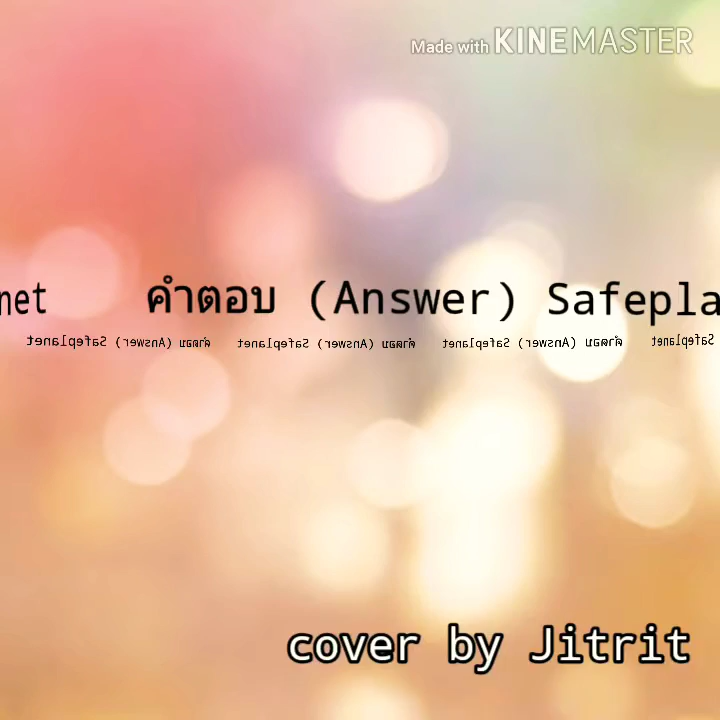 Made with KINEMASTER
net คำตอบ (Answer) Safepla
คำตอบ (Answer) Safeplanet คำตอบ (Answer) Safeplanet คำตอบ (Answer) Safeplanet Safeplanet
cover by Jitrit